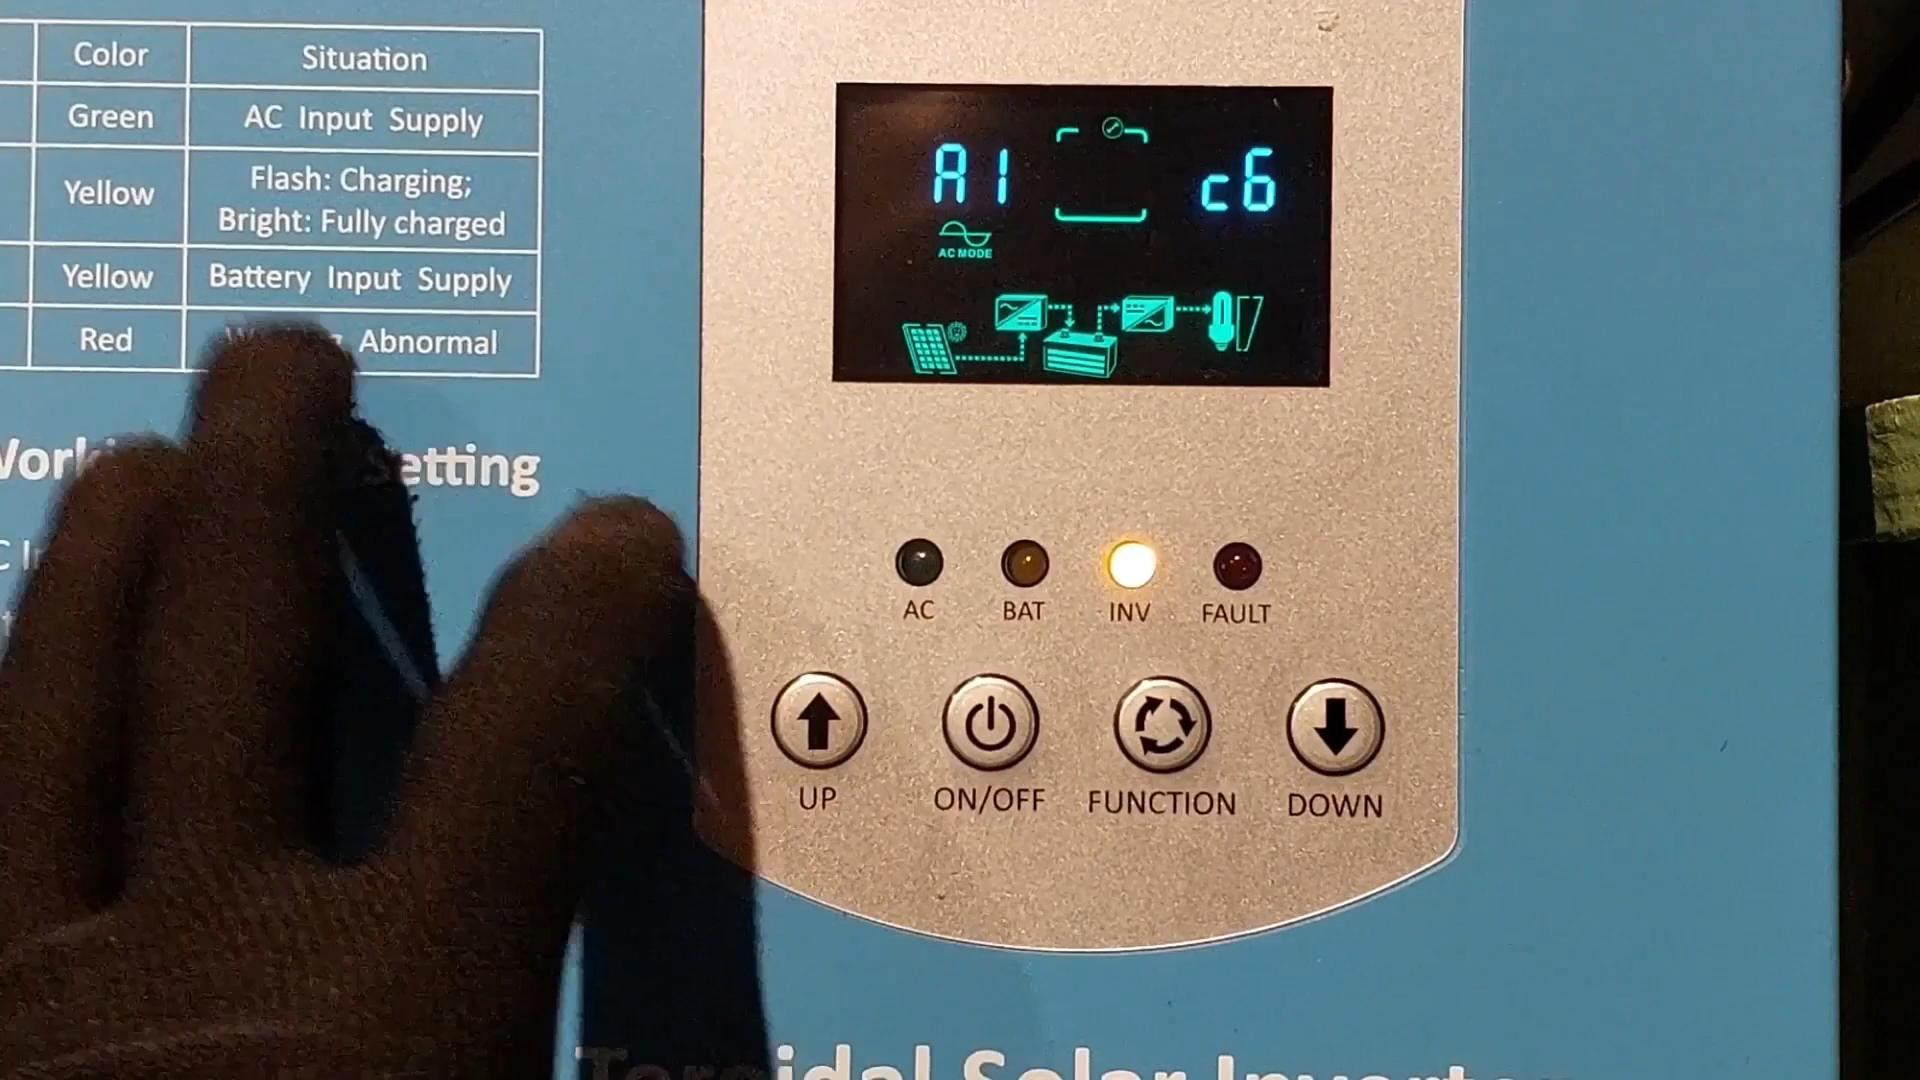 Color Situation
Green AC Input Supply
Yellow Flash: Charging;
Bright: Fully charged
Yellow Battery Input Supply
Red Abnormal
A1 c6
AC MODE
AC BAT INV FAULT
UP ON/OFF FUNCTION DOWN
Solar